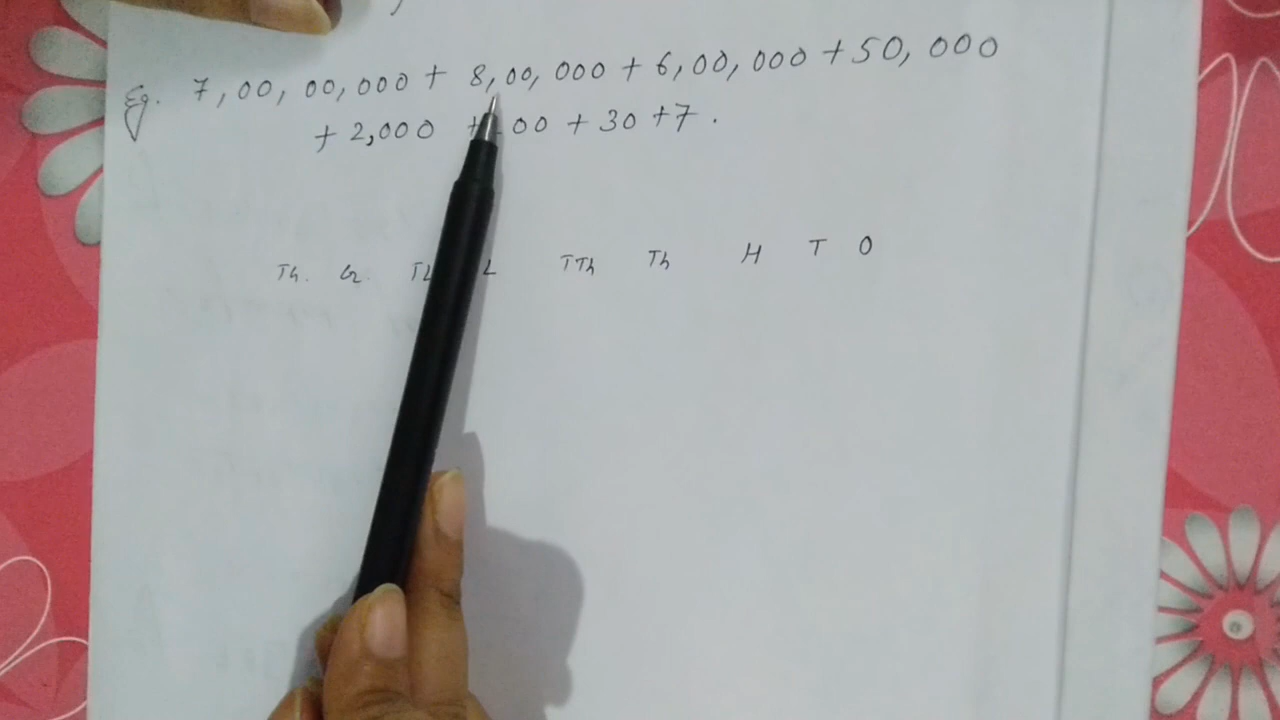 Eg. 7,00,00,000 + 8,00,000 + 6,00,000 + 50,000
+ 2,000 + 00 + 30 + 7 .
Th. Cr. TL L TTh Th H T O